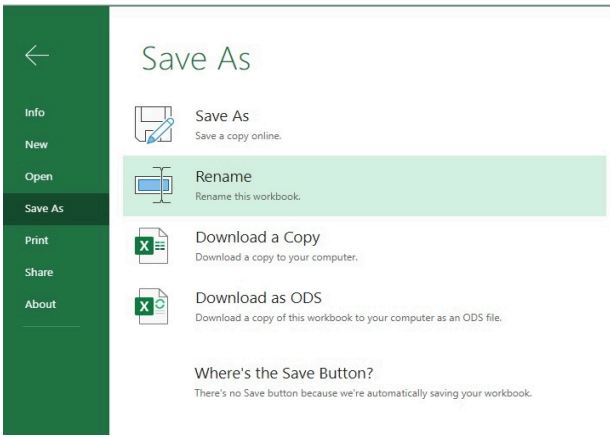 Save As
Info
New
Open
Save As
Print
Share
About
Save As
Save a copy online.
Rename
Rename this workbook.
Download a Copy
Download a copy to your computer.
Download as ODS
Download a copy of this workbook to your computer as an ODS file.
Where's the Save Button?
There's no Save button because we're automatically saving your workbook.